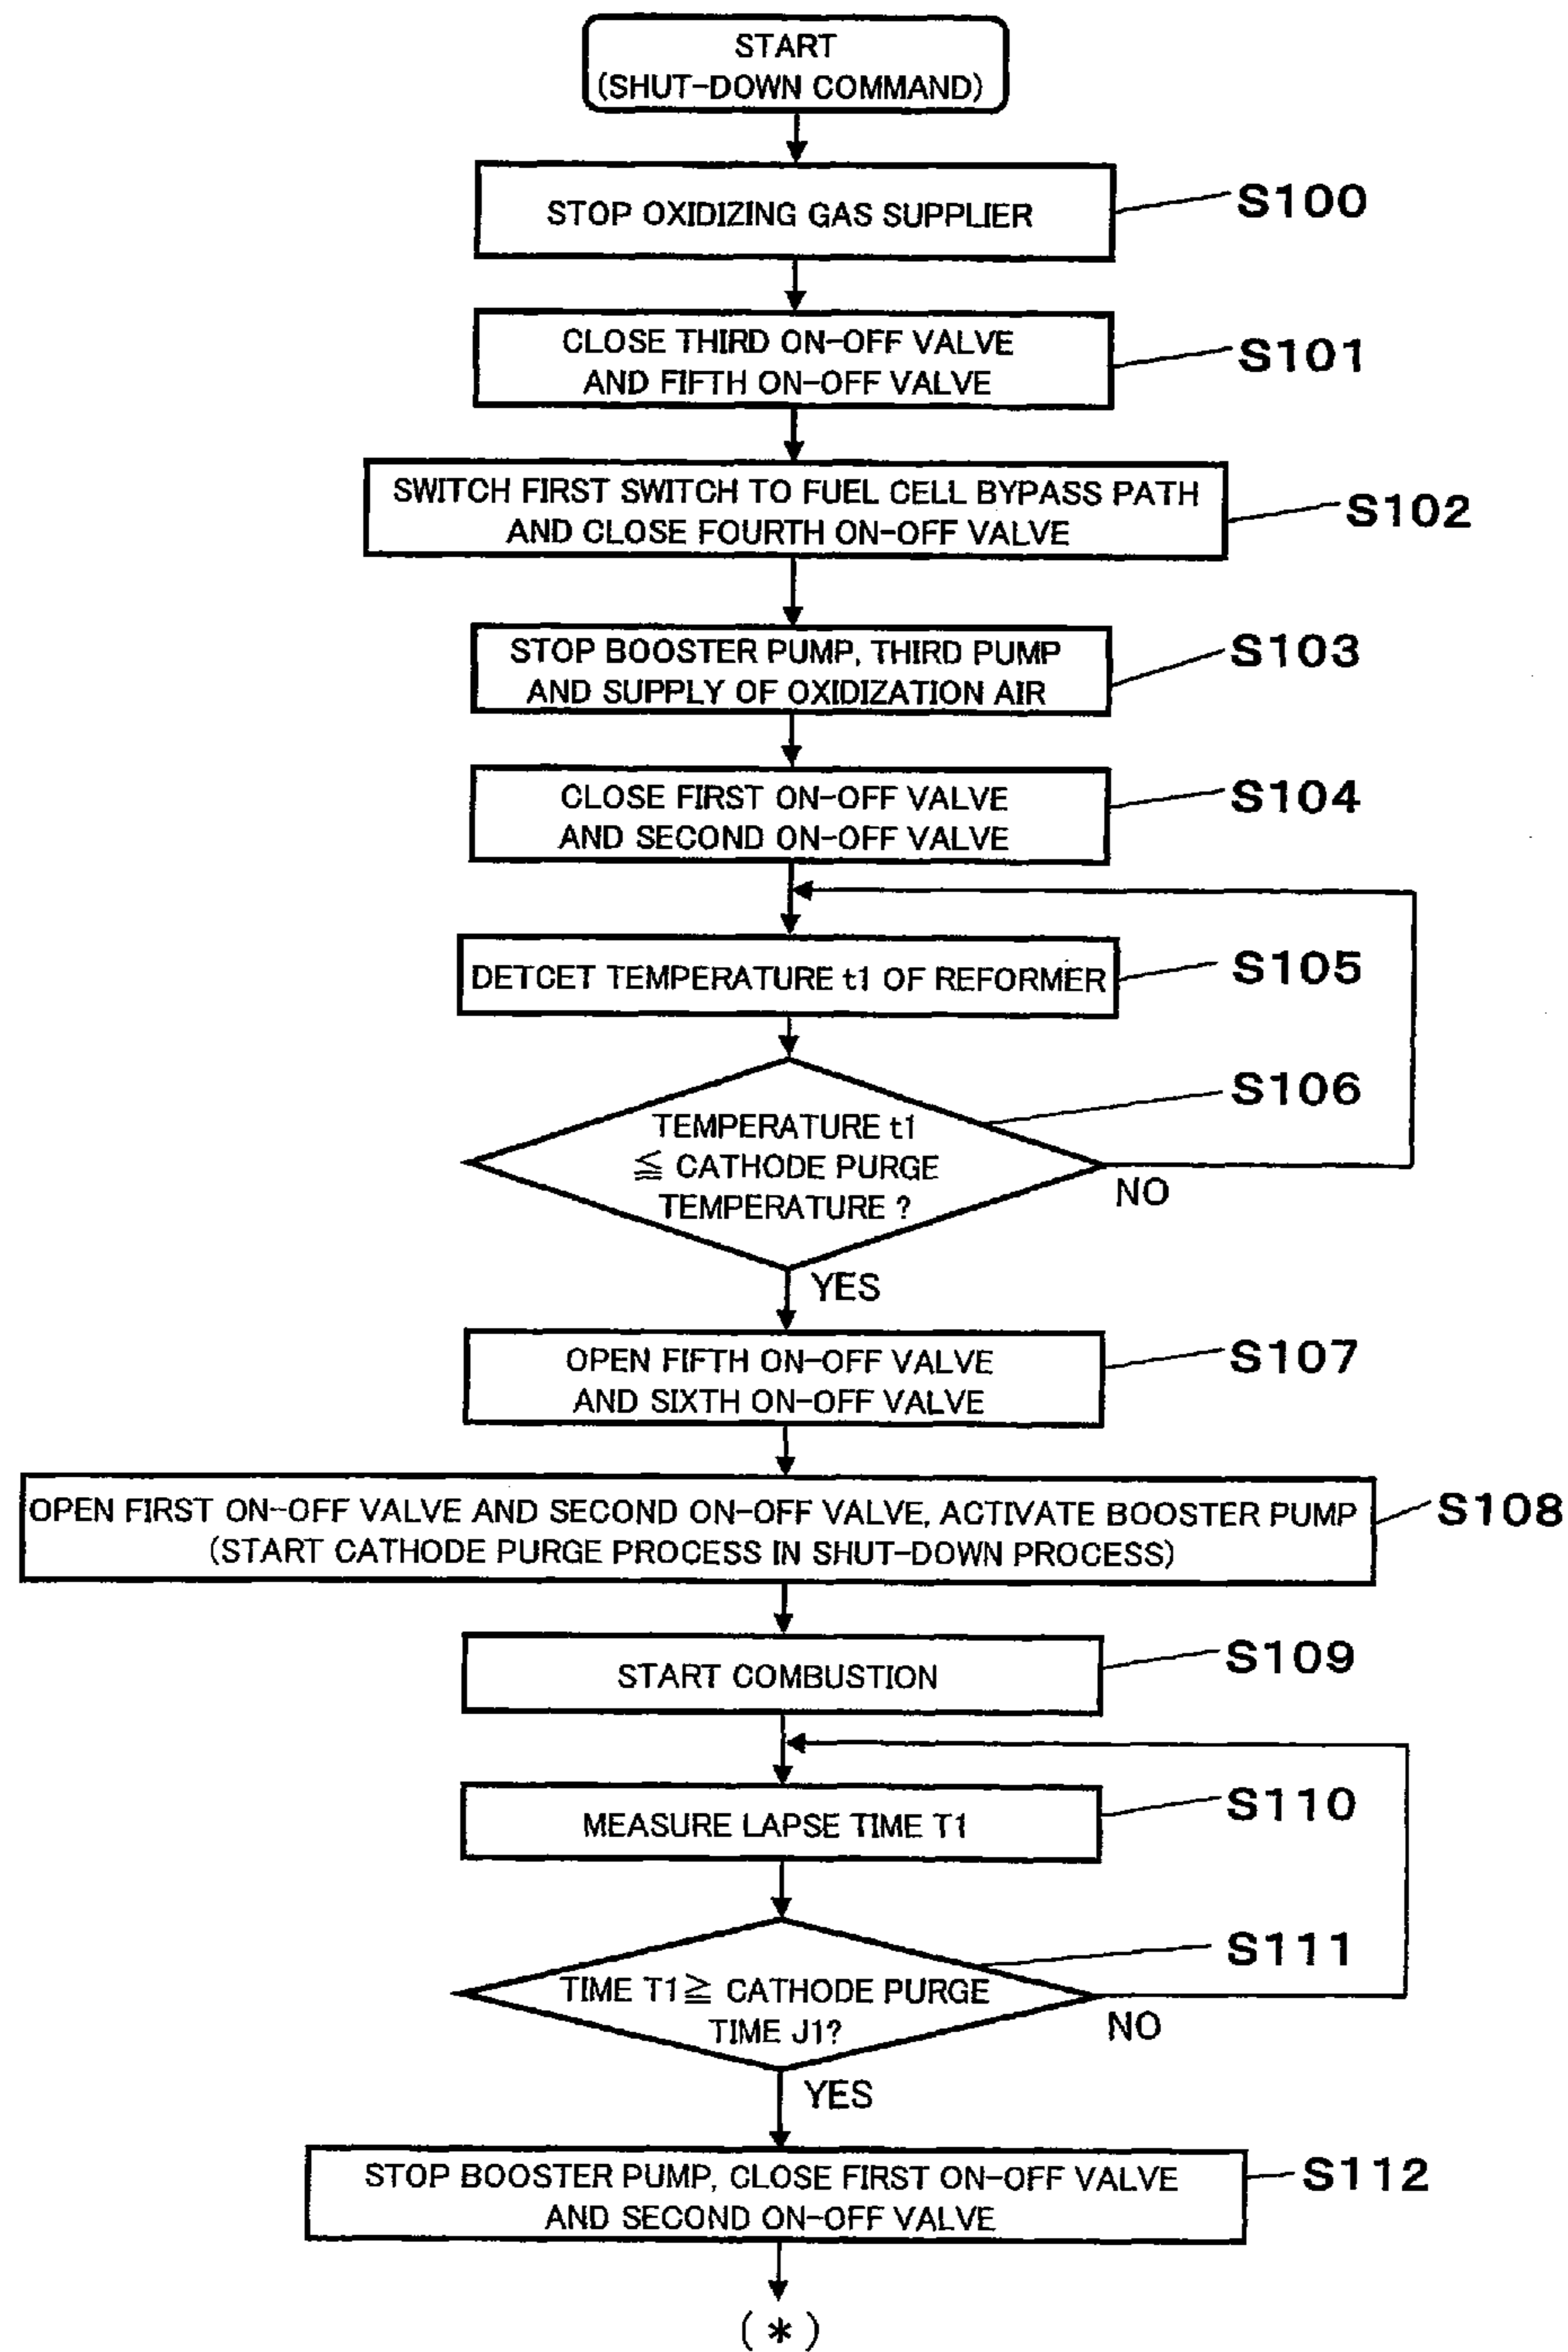 START
(SHUT-DOWN COMMAND)
STOP OXIDIZING GAS SUPPLIER
S100
CLOSE THIRD ON-OFF VALVE
AND FIFTH ON-OFF VALVE
S101
SWITCH FIRST SWITCH TO FUEL CELL BYPASS PATH
AND CLOSE FOURTH ON-OFF VALVE
S102
STOP BOOSTER PUMP, THIRD PUMP
AND SUPPLY OF OXIDIZATION AIR
S103
CLOSE FIRST ON-OFF VALVE
AND SECOND ON-OFF VALVE
S104
DETCET TEMPERATURE t1 OF REFORMER
S105
TEMPERATURE t1
≦ CATHODE PURGE
TEMPERATURE ?
S106
NO
YES
OPEN FIFTH ON-OFF VALVE
AND SIXTH ON-OFF VALVE
S107
OPEN FIRST ON-OFF VALVE AND SECOND ON-OFF VALVE, ACTIVATE BOOSTER PUMP
(START CATHODE PURGE PROCESS IN SHUT-DOWN PROCESS)
S108
START COMBUSTION
S109
MEASURE LAPSE TIME T1
S110
TIME T1≧ CATHODE PURGE
TIME J1?
S111
NO
YES
STOP BOOSTER PUMP, CLOSE FIRST ON-OFF VALVE
AND SECOND ON-OFF VALVE
S112
(*)